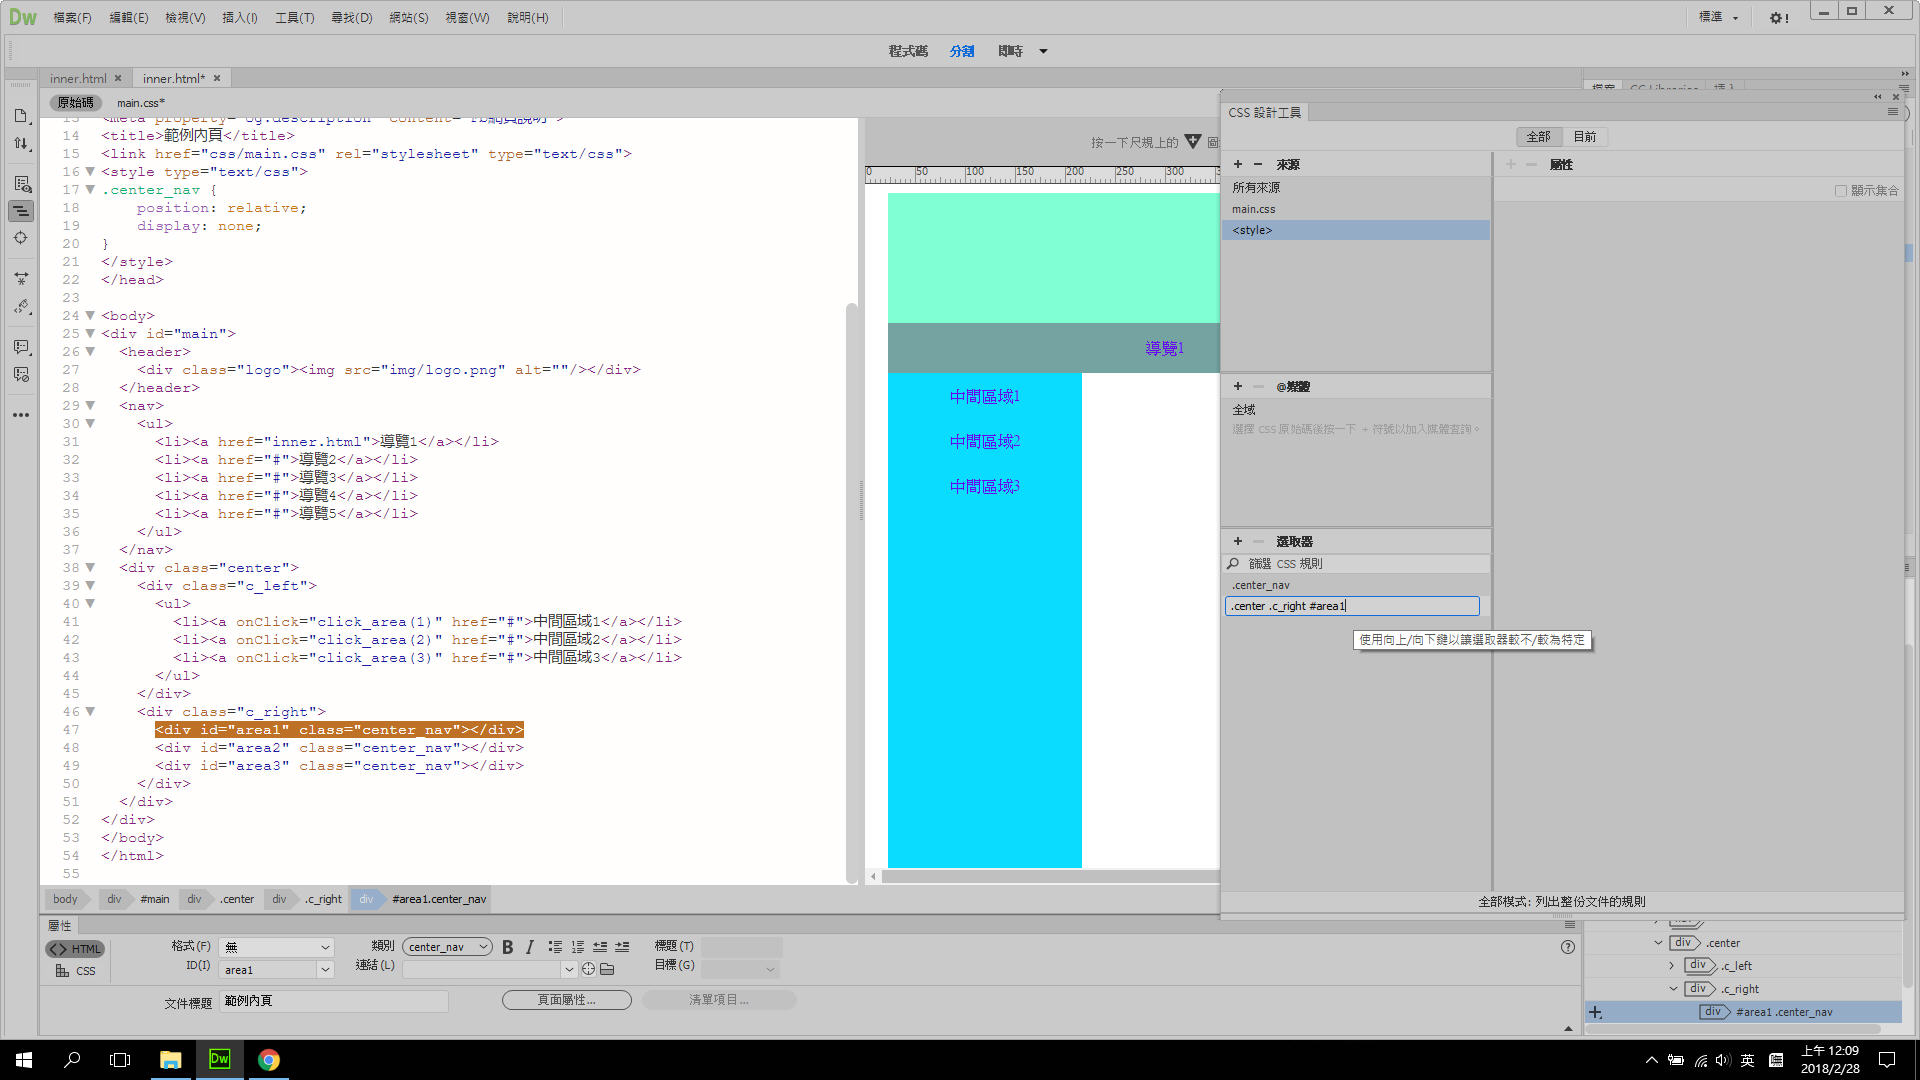 Dw 檔案(F) 編輯(E) 檢視(V) 插入(I) 工具(T) 尋找(D) 網站(S) 視窗(W) 說明(H) 標準
程式碼 分割 即時
inner.html inner.html*
原始碼 main.css*
14 <title>範例內頁</title>
15 <link href="css/main.css" rel="stylesheet" type="text/css">
16 <style type="text/css">
17 .center_nav {
18 position: relative;
19 display: none;
20 }
21 </style>
22 </head>
23
24 <body>
25 <div id="main">
26 <header>
27 <div class="logo"><img src="img/logo.png" alt=""/></div>
28 </header>
29 <nav>
30 <ul>
31 <li><a href="inner.html">導覽1</a></li>
32 <li><a href="#">導覽2</a></li>
33 <li><a href="#">導覽3</a></li>
34 <li><a href="#">導覽4</a></li>
35 <li><a href="#">導覽5</a></li>
36 </ul>
37 </nav>
38 <div class="center">
39 <div class="c_left">
40 <ul>
41 <li><a onClick="click_area(1)" href="#">中間區域1</a></li>
42 <li><a onClick="click_area(2)" href="#">中間區域2</a></li>
43 <li><a onClick="click_area(3)" href="#">中間區域3</a></li>
44 </ul>
45 </div>
46 <div class="c_right">
47 <div id="area1" class="center_nav"></div>
48 <div id="area2" class="center_nav"></div>
49 <div id="area3" class="center_nav"></div>
50 </div>
51 </div>
52 </div>
53 </body>
54 </html>
55
按一下尺規上的
0 50 100 150 200 250 300
導覽1
中間區域1
中間區域2
中間區域3
CSS 設計工具
全部 目前
來源
所有來源
main.css
<style>
@媒體
全域
選擇 CSS 原始碼後按一下 + 符號以加入媒體查詢。
選取器
篩選 CSS 規則
.center_nav
.center .c_right #area1
使用向上/向下鍵以讓選取器較不/較為特定
屬性
顯示集合
全部模式: 列出整份文件的規則
body div #main div .center div .c_right div #area1.center_nav
屬性
HTML 格式(F) 無 類別 center_nav B I 標題(T)
CSS ID(I) area1 連結(L) 目標(G)
文件標題 範例內頁 頁面屬性... 清單項目...
div .center
div .c_left
div .c_right
div #area1 .center_nav
Dw
英
上午 12:09
2018/2/28